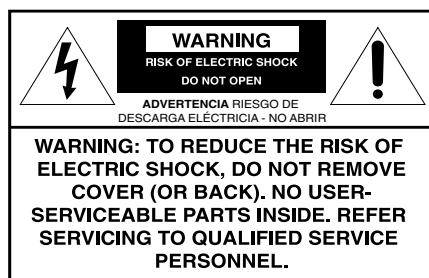 WARNING
RISK OF ELECTRIC SHOCK
DO NOT OPEN
ADVERTENCIA RIESGO DE
DESCARGA ELÉCTRICIA - NO ABRIR
WARNING: TO REDUCE THE RISK OF
ELECTRIC SHOCK, DO NOT REMOVE
COVER (OR BACK). NO USER-
SERVICEABLE PARTS INSIDE. REFER
SERVICING TO QUALIFIED SERVICE
PERSONNEL.